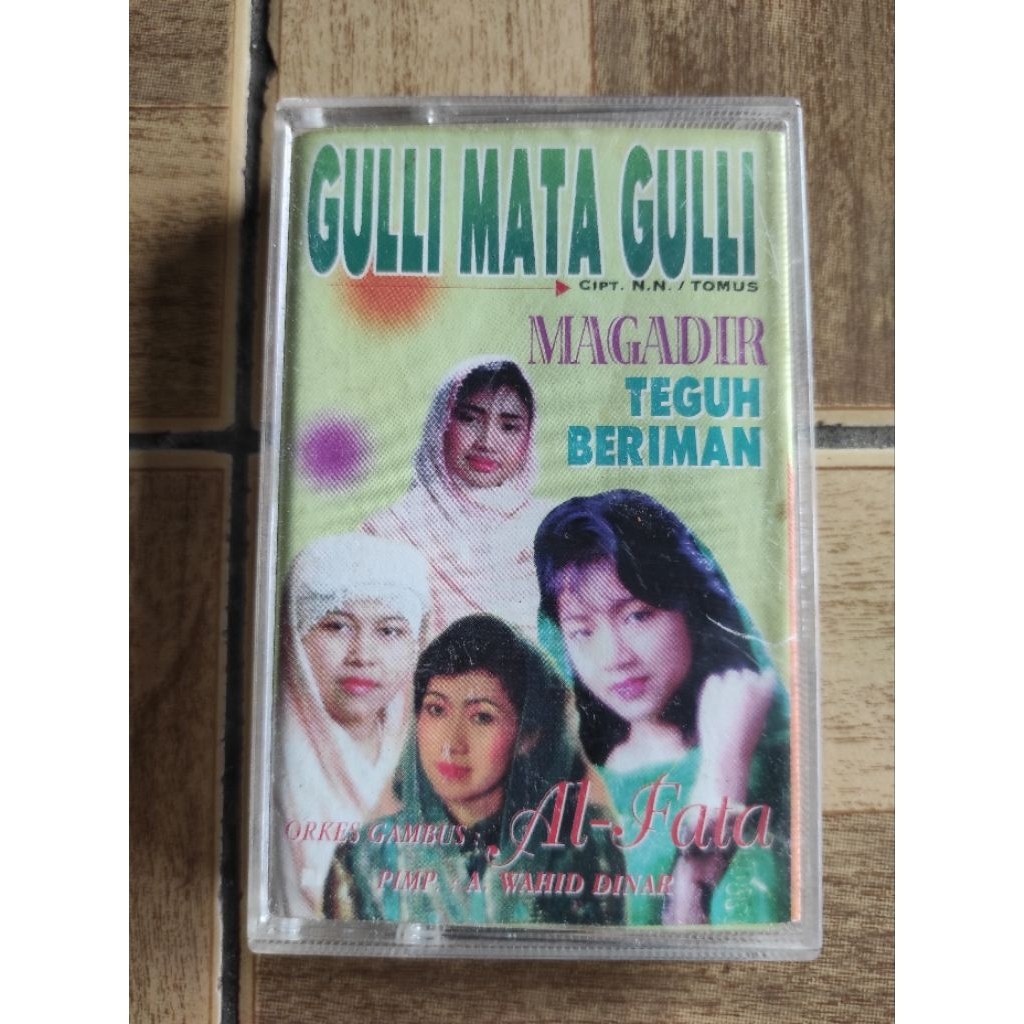 GULLI MATA GULLI
CIPT. N.N. / TOMUS
MAGADIR
TEGUH
BERIMAN
ORKES GAMBUS : Al-Fata
PIMP. : A. WAHID DINAR